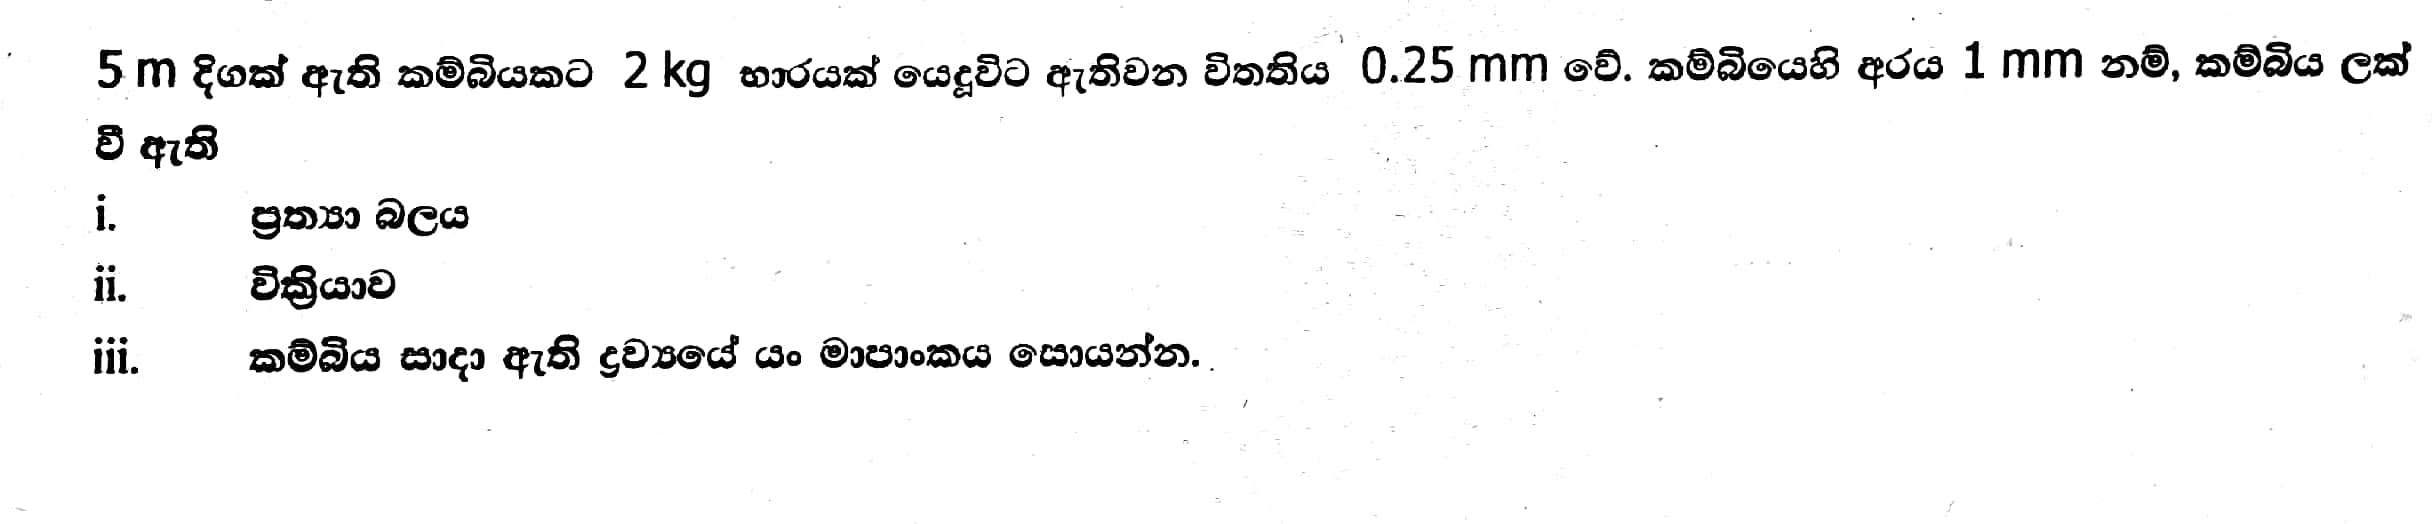 5 m දිගක් ඇති කම්බියකට 2 kg භාරයක් යෙදූවිට ඇතිවන විතතිය 0.25 mm වේ. කම්බියෙහි අරය 1 mm නම්, කම්බිය ලක්
වී ඇති
i. ප්‍රත්‍යා බලය
ii. වික්‍රියාව
iii. කම්බිය සාදා ඇති ද්‍රව්‍යයේ යං මාපාංකය සොයන්න.